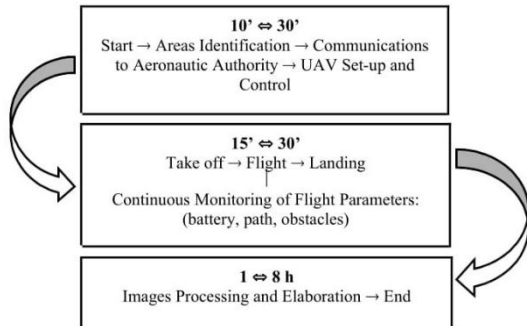 10’ ⇔ 30’
Start → Areas Identification → Communications
to Aeronautic Authority → UAV Set-up and
Control
15’ ⇔ 30’
Take off → Flight → Landing
Continuous Monitoring of Flight Parameters:
(battery, path, obstacles)
1 ⇔ 8 h
Images Processing and Elaboration → End